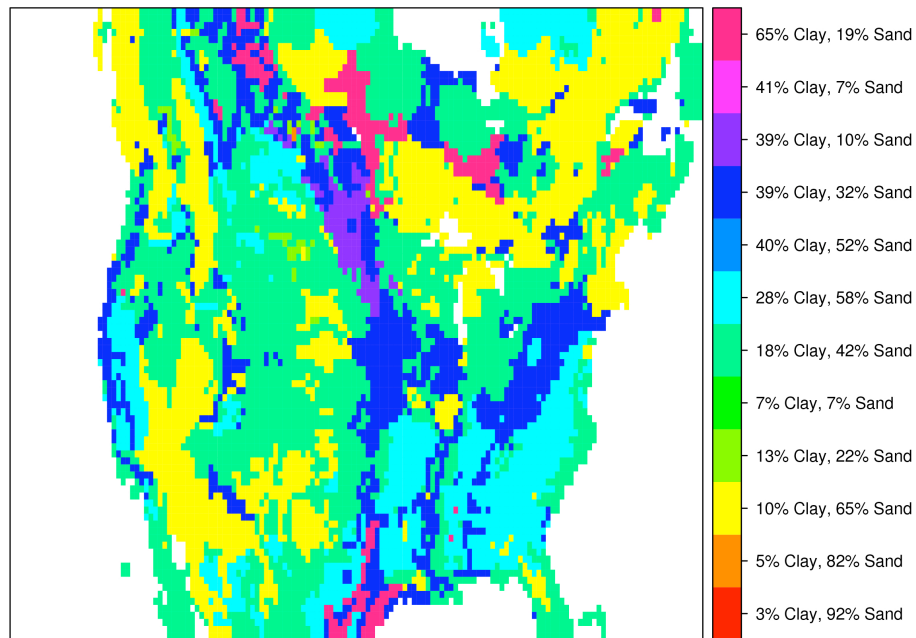 65% Clay, 19% Sand
41% Clay, 7% Sand
39% Clay, 10% Sand
39% Clay, 32% Sand
40% Clay, 52% Sand
28% Clay, 58% Sand
18% Clay, 42% Sand
7% Clay, 7% Sand
13% Clay, 22% Sand
10% Clay, 65% Sand
5% Clay, 82% Sand
3% Clay, 92% Sand